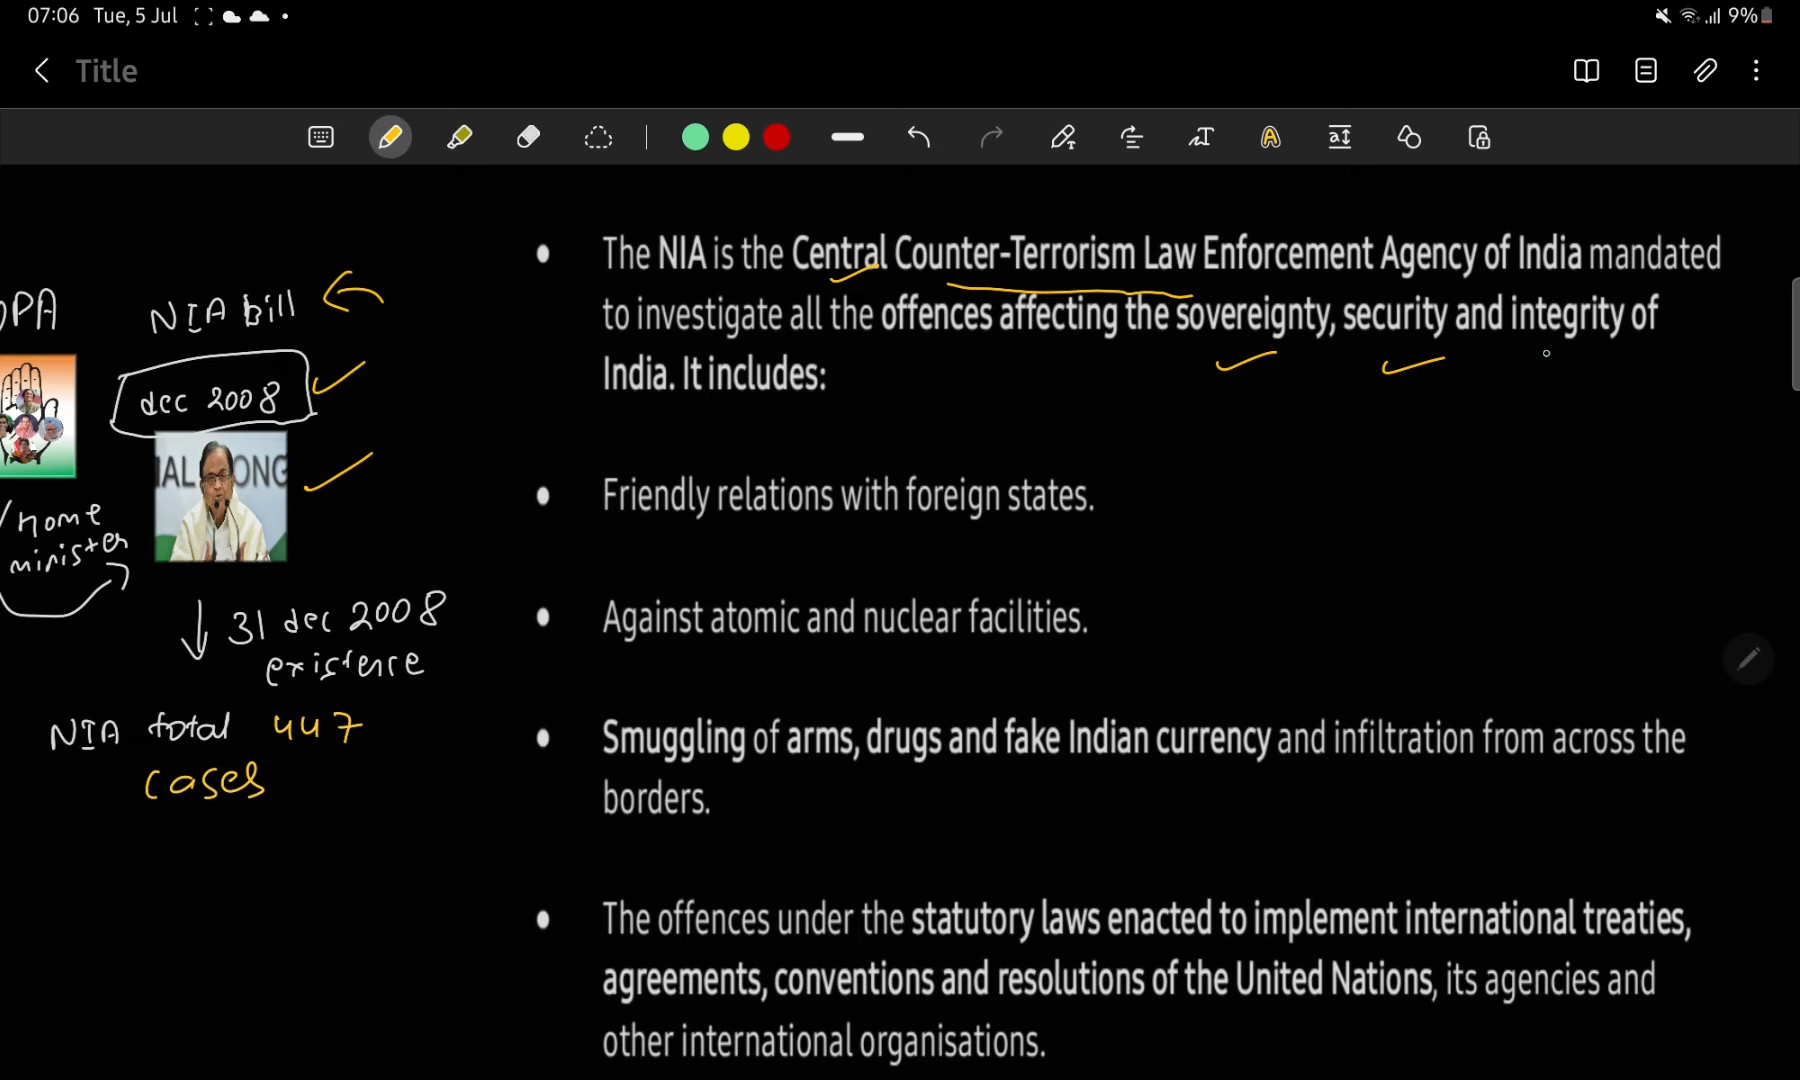 07:06 Tue, 5 Jul
9%
Title
The NIA is the Central Counter-Terrorism Law Enforcement Agency of India mandated
to investigate all the offences affecting the sovereignty, security and integrity of
India. It includes:
Friendly relations with foreign states.
Against atomic and nuclear facilities.
Smuggling of arms, drugs and fake Indian currency and infiltration from across the
borders.
The offences under the statutory laws enacted to implement international treaties,
agreements, conventions and resolutions of the United Nations, its agencies and
other international organisations.
PA
NIA bill
dec 2008
IAL ONG
home
minister
31 dec 2008
existence
NIA total 447
cases